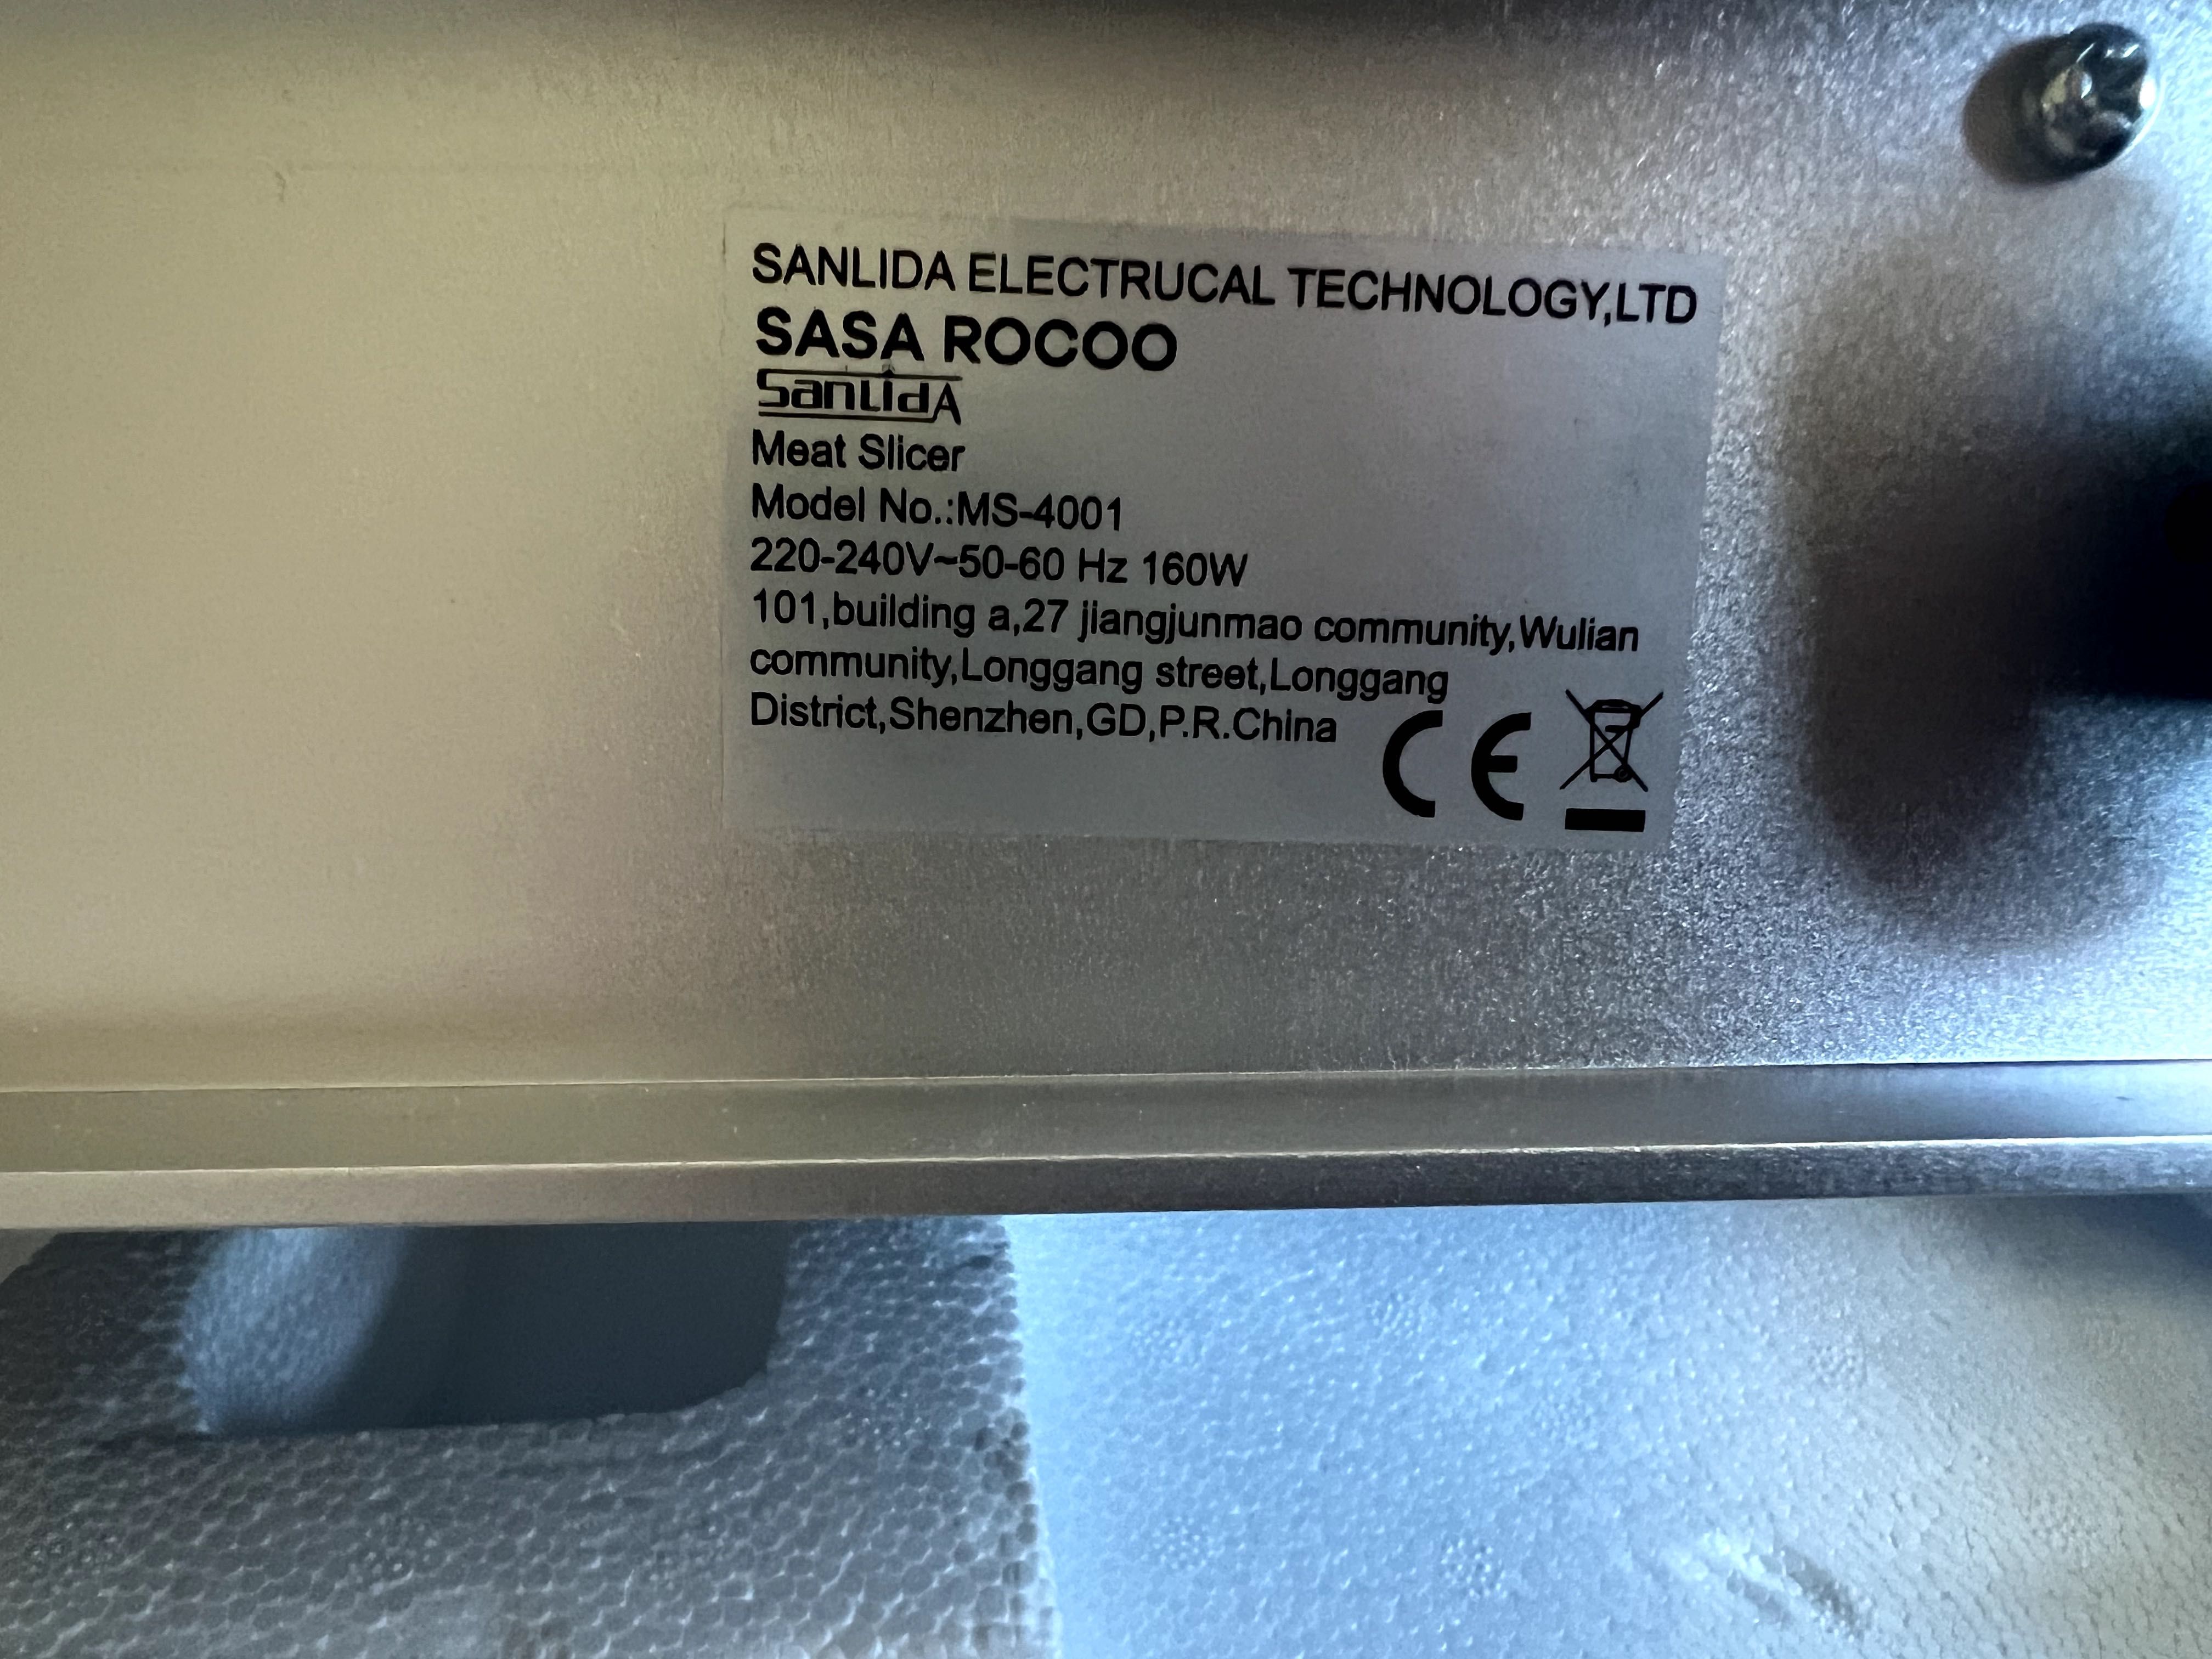 SANLIDA ELECTRUCAL TECHNOLOGY,LTD
SASA ROCOO
SanLidA
Meat Slicer
Model No.:MS-4001
220-240V~50-60 Hz 160W
101,building a,27 jiangjunmao community,Wulian
community,Longgang street,Longgang
District,Shenzhen,GD,P.R.China
CE